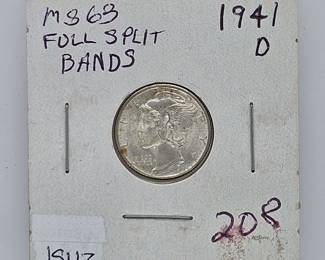 MS63
FULL SPLIT
BANDS
1941
D
208